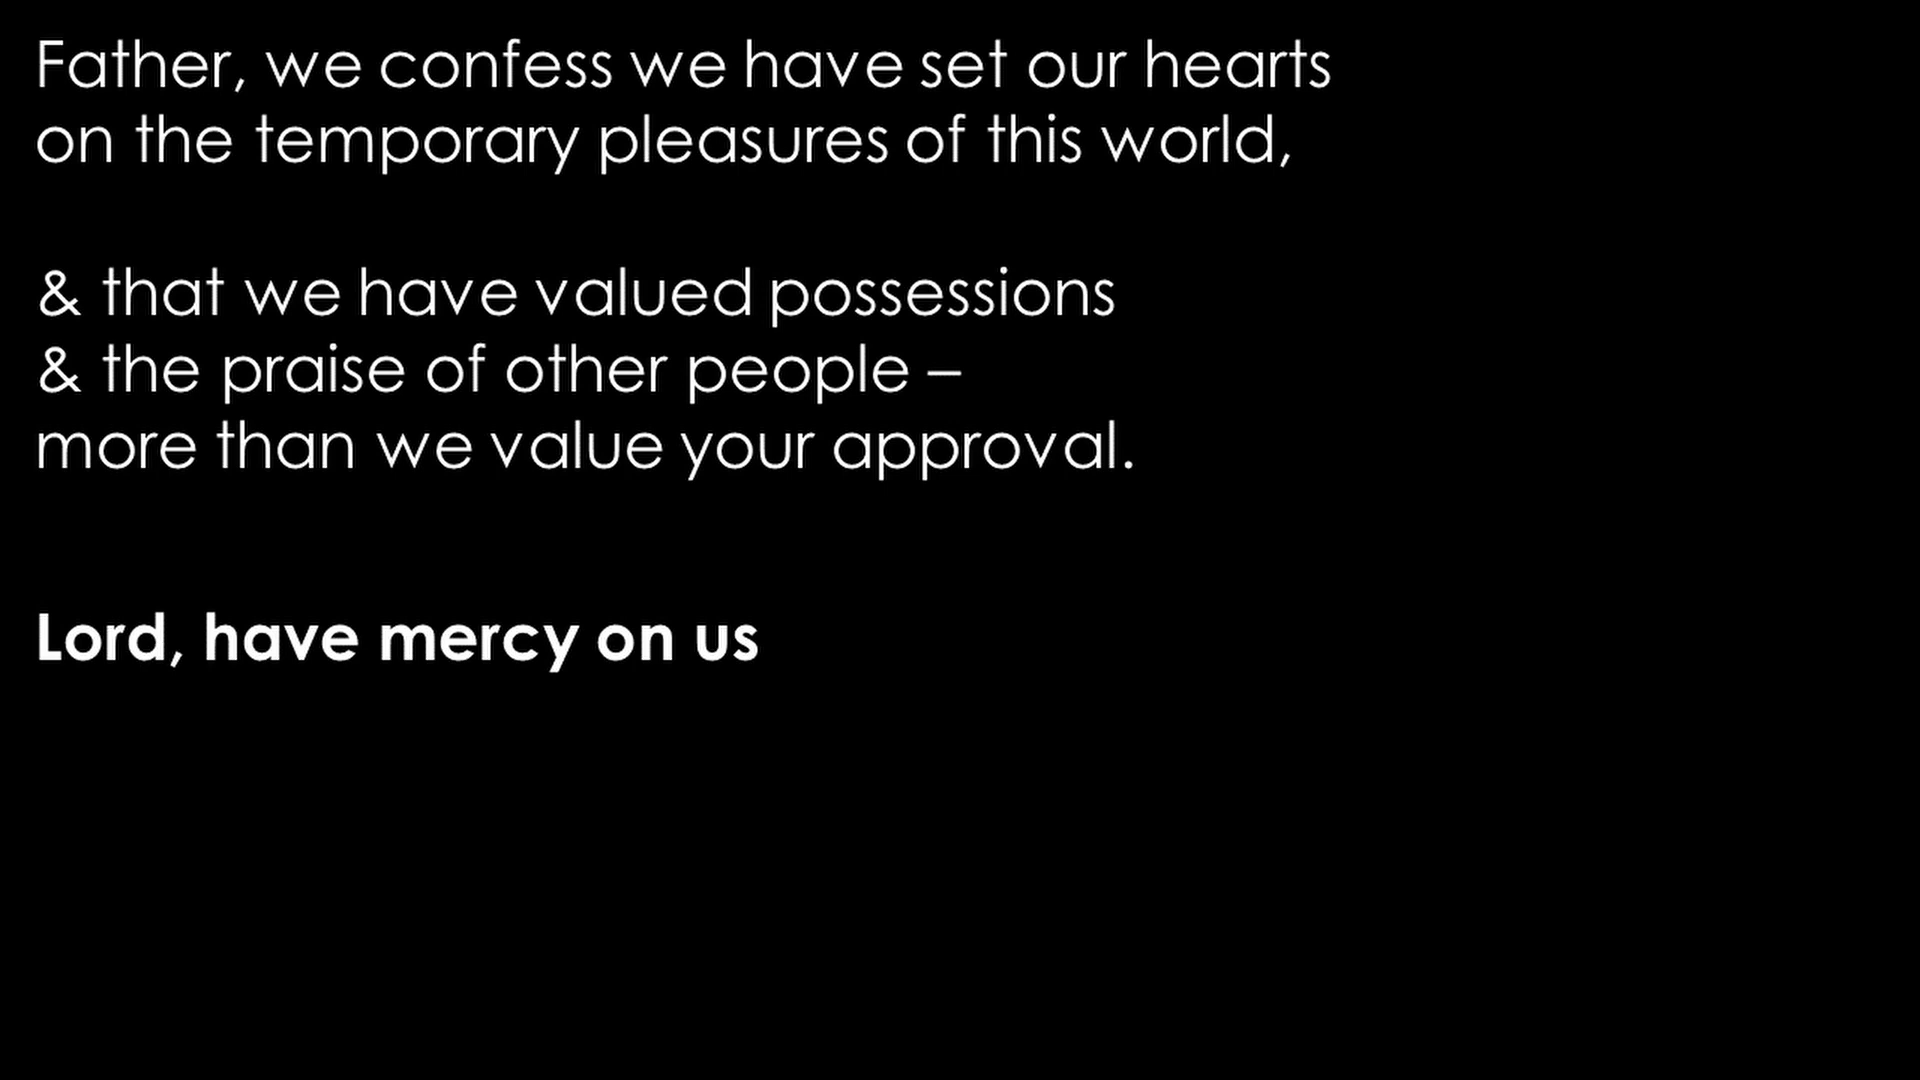 Father, we confess we have set our hearts
on the temporary pleasures of this world,
& that we have valued possessions
& the praise of other people –
more than we value your approval.
Lord, have mercy on us